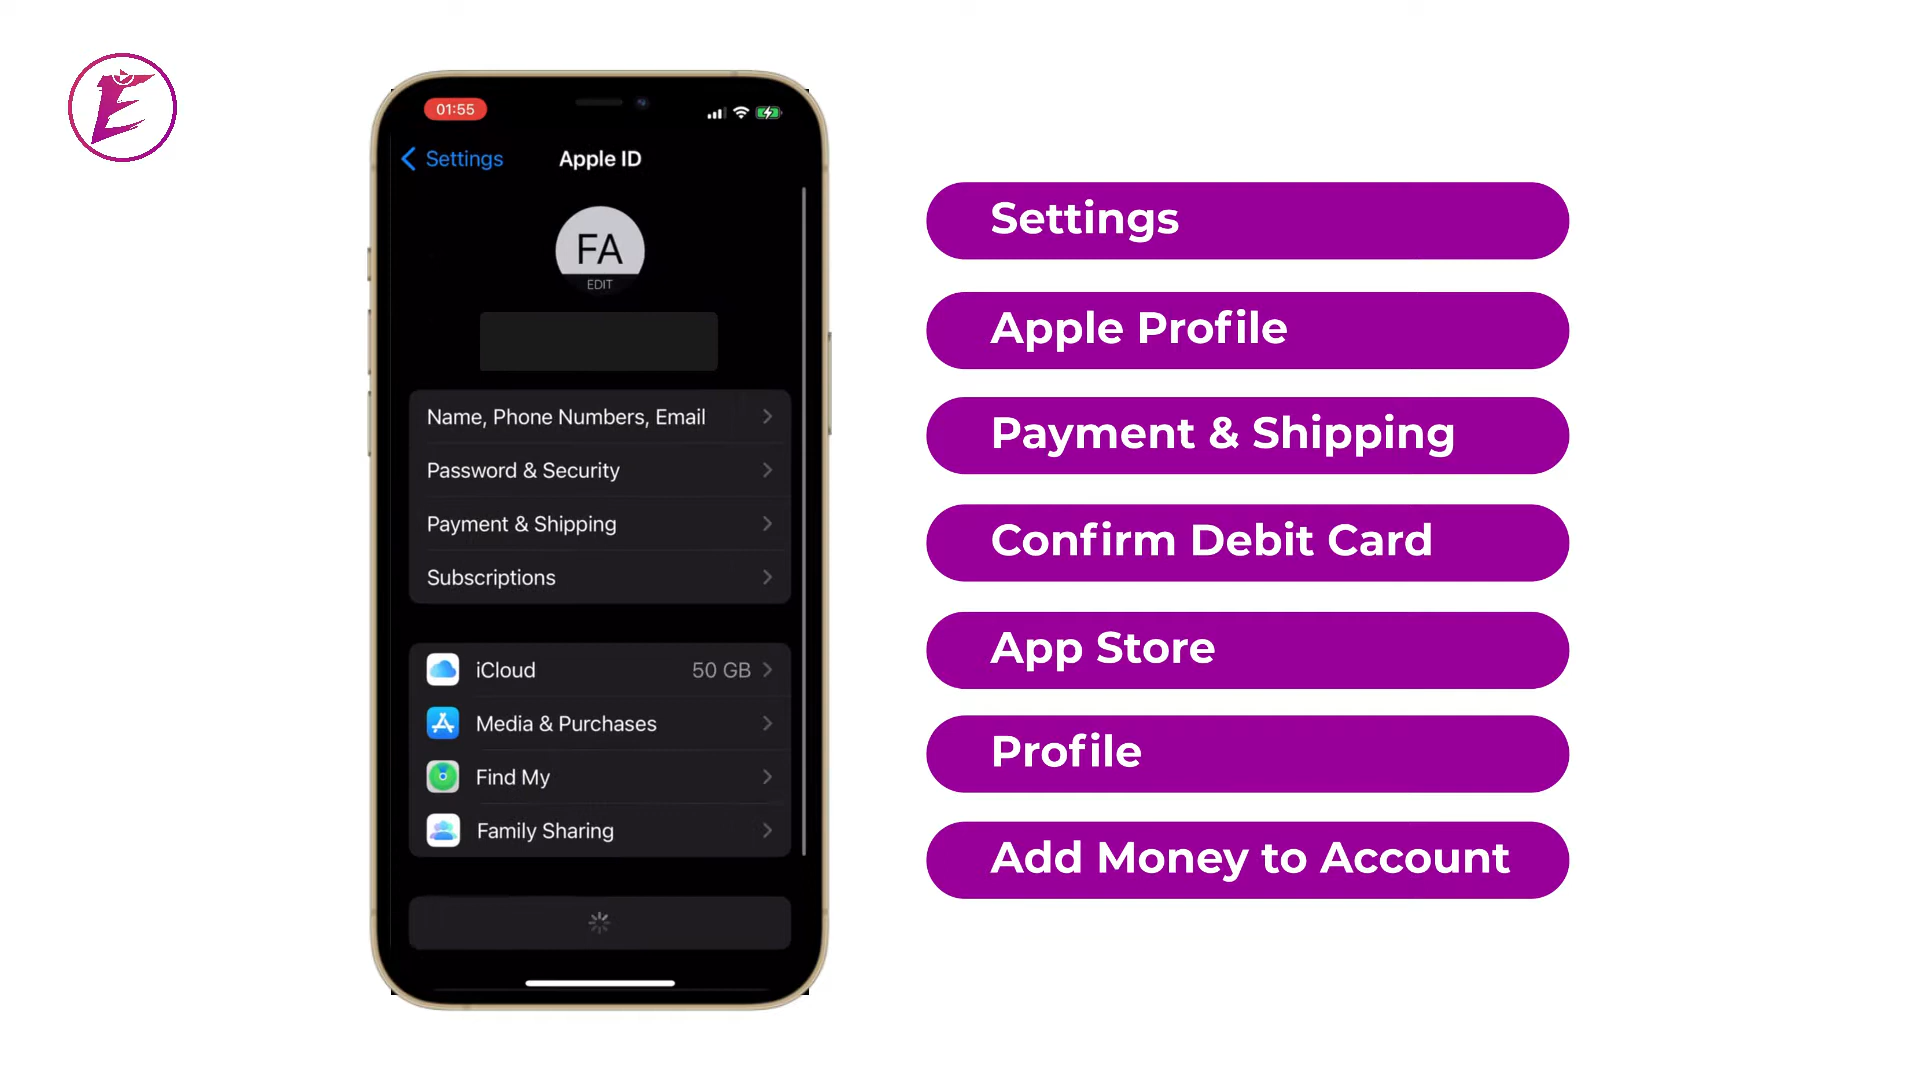 E
01:55
Settings
Apple ID
FA
EDIT
Name, Phone Numbers, Email
Password & Security
Payment & Shipping
Subscriptions
iCloud 50 GB
Media & Purchases
Find My
Family Sharing
Settings
Apple Profile
Payment & Shipping
Confirm Debit Card
App Store
Profile
Add Money to Account